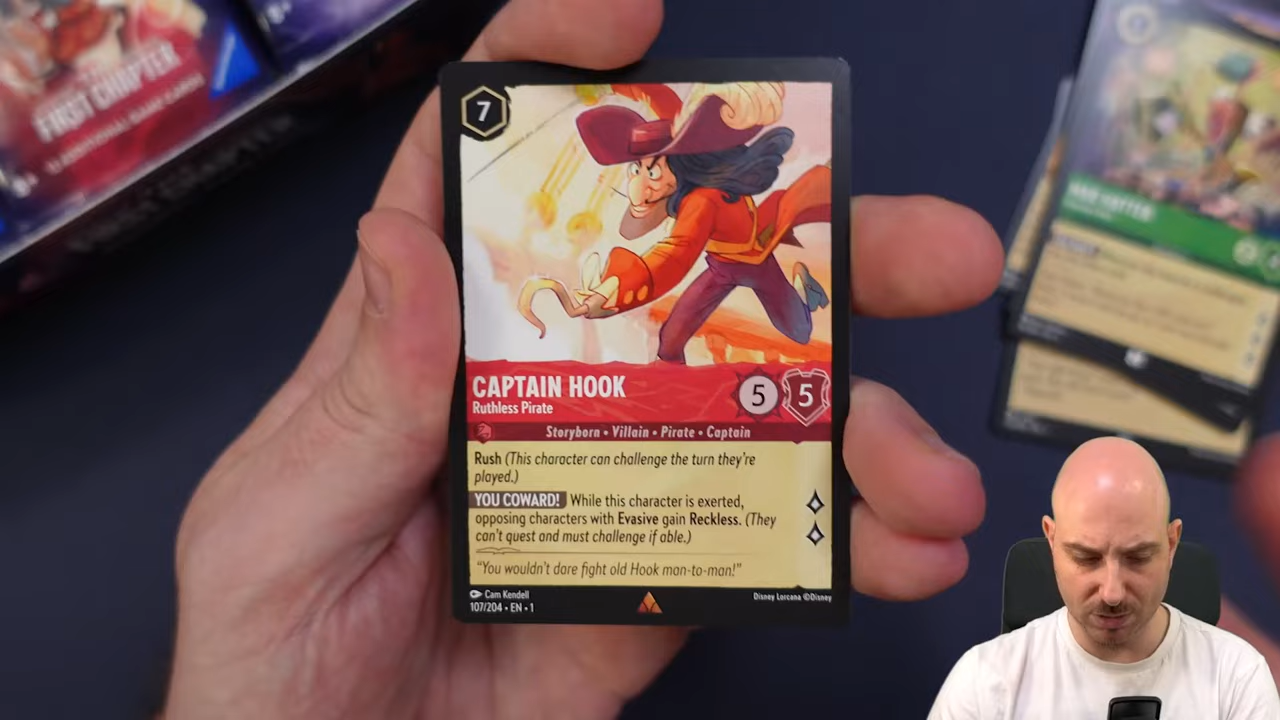 FIRST CHAPTER
7
CAPTAIN HOOK
Ruthless Pirate
5
5
Storyborn • Villain • Pirate • Captain
Rush (This character can challenge the turn they're
played.)
YOU COWARD! While this character is exerted,
opposing characters with Evasive gain Reckless. (They
can't quest and must challenge if able.)
"You wouldn't dare fight old Hook man-to-man!"
Cam Kendell
107/204 • EN • 1
Disney Lorcana ©Disney